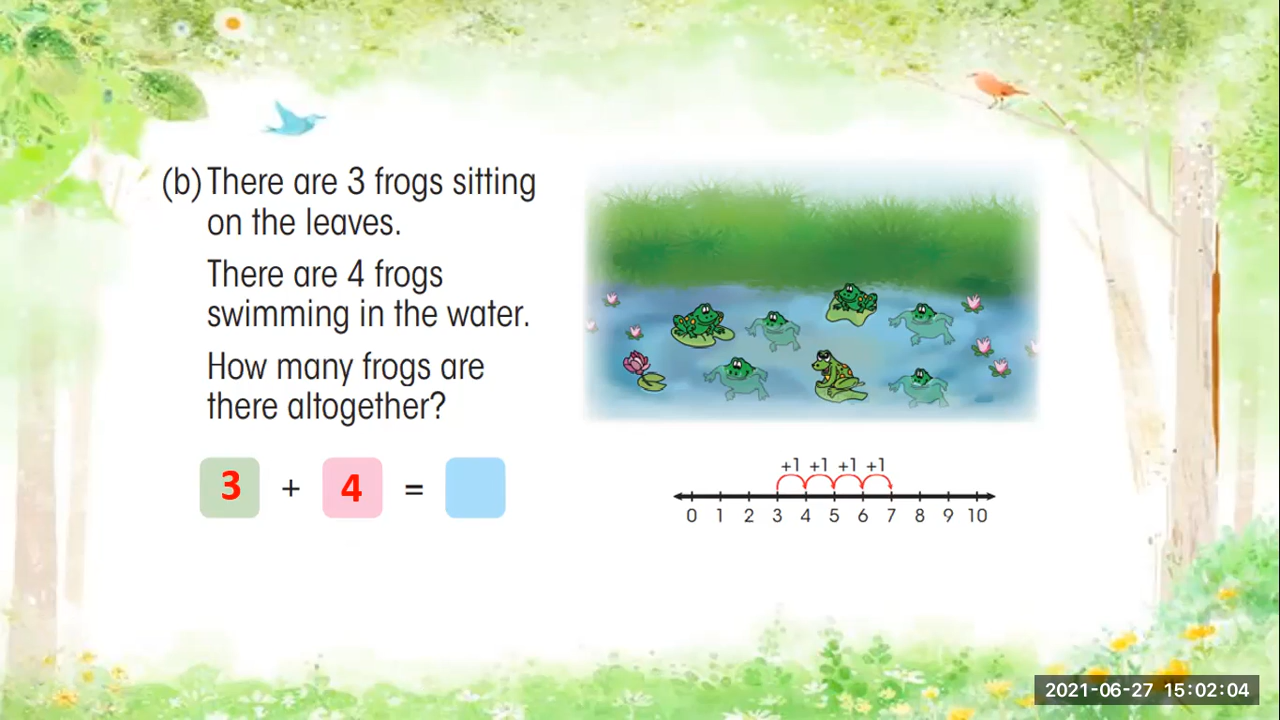 (b) There are 3 frogs sitting
on the leaves.
There are 4 frogs
swimming in the water.
How many frogs are
there altogether?
3 + 4 =
+1 +1 +1 +1
0 1 2 3 4 5 6 7 8 9 10
2021-06-27 15:02:04